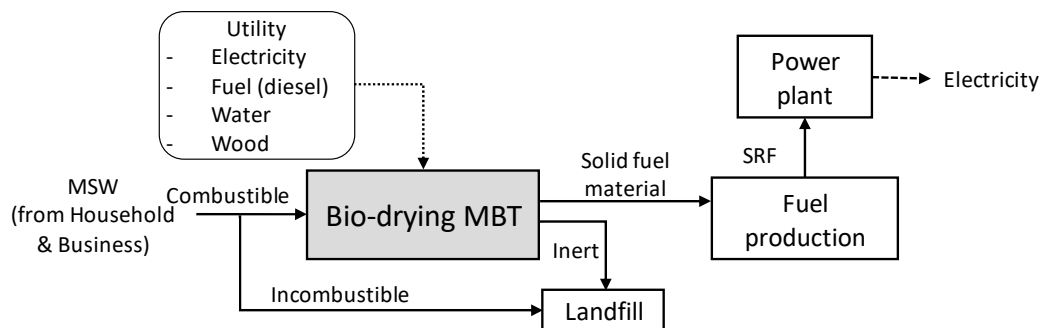 Utility
- Electricity
- Fuel (diesel)
- Water
- Wood
Power
plant
Electricity
MSW
(from Household
& Business)
Combustible
Bio-drying MBT
Solid fuel
material
SRF
Fuel
production
Inert
Incombustible
Landfill